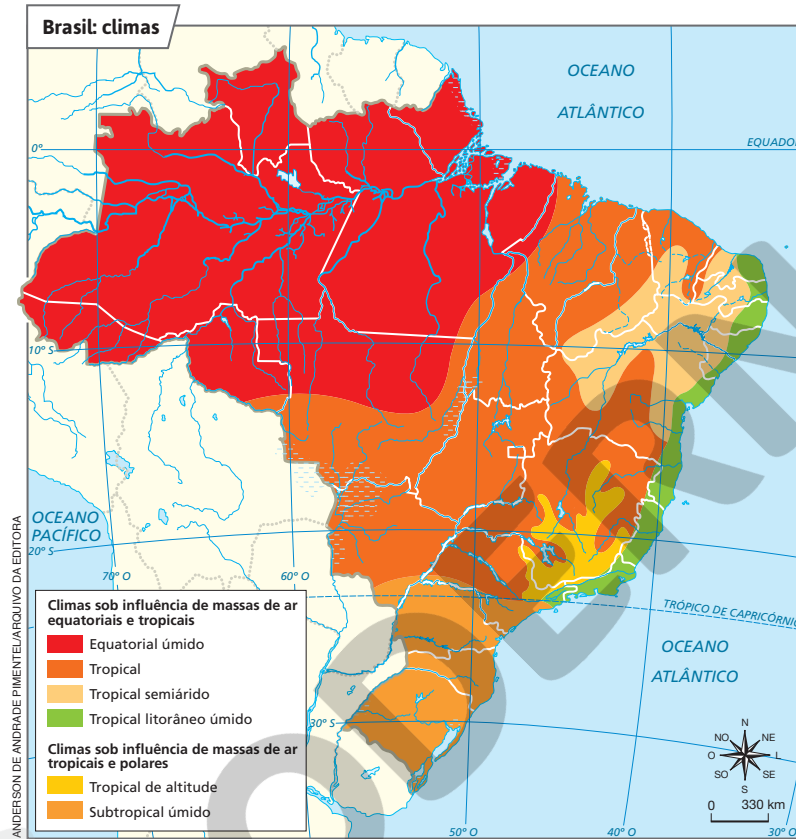 Brasil: climas
OCEANO
ATLÂNTICO
EQUADOR
0°
10° S
OCEANO
PACÍFICO
20° S
70° O
60° O
TRÓPICO DE CAPRICÓRNIO
OCEANO
ATLÂNTICO
30° S
50° O
40° O
30° O
Climas sob influência de massas de ar
equatoriais e tropicais
Equatorial úmido
Tropical
Tropical semiárido
Tropical litorâneo úmido
Climas sob influência de massas de ar
tropicais e polares
Tropical de altitude
Subtropical úmido
N
NO NE
O L
SO SE
S
0 330 km
ANDERSON DE ANDRADE PIMENTEL/ARQUIVO DA EDITORA